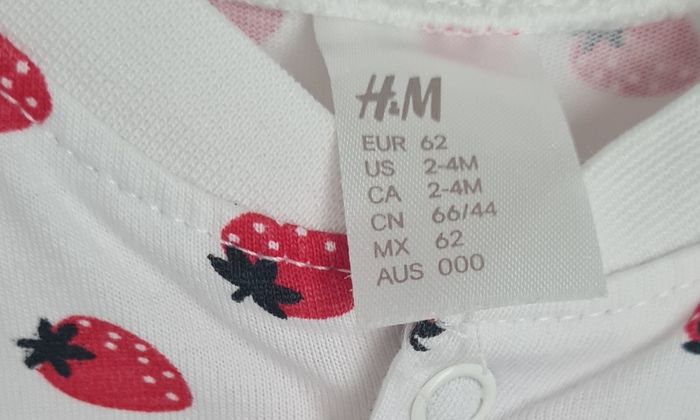 H&M
EUR 62
US 2-4M
CA 2-4M
CN 66/44
MX 62
AUS 000